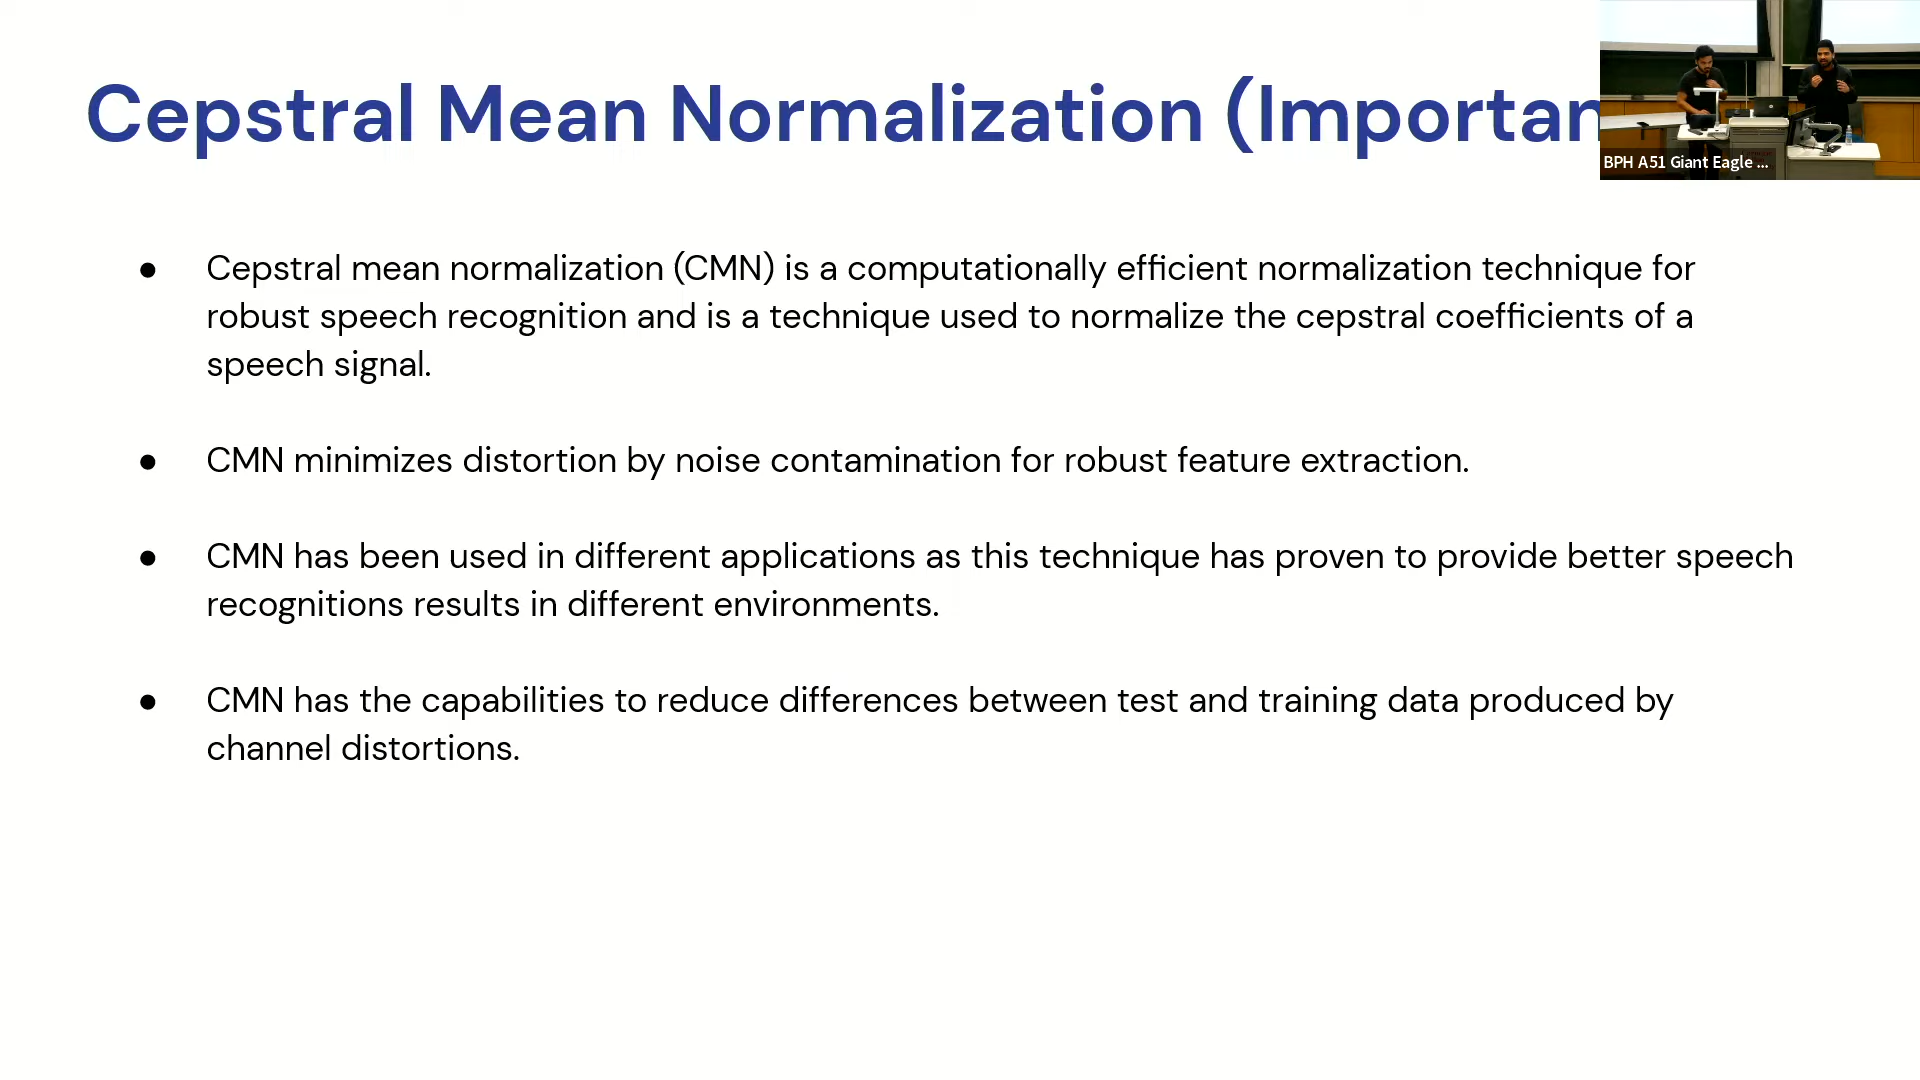 Cepstral Mean Normalization (Importan
BPH A51 Giant Eagle ...
● Cepstral mean normalization (CMN) is a computationally efficient normalization technique for
robust speech recognition and is a technique used to normalize the cepstral coefficients of a
speech signal.
● CMN minimizes distortion by noise contamination for robust feature extraction.
● CMN has been used in different applications as this technique has proven to provide better speech
recognitions results in different environments.
● CMN has the capabilities to reduce differences between test and training data produced by
channel distortions.